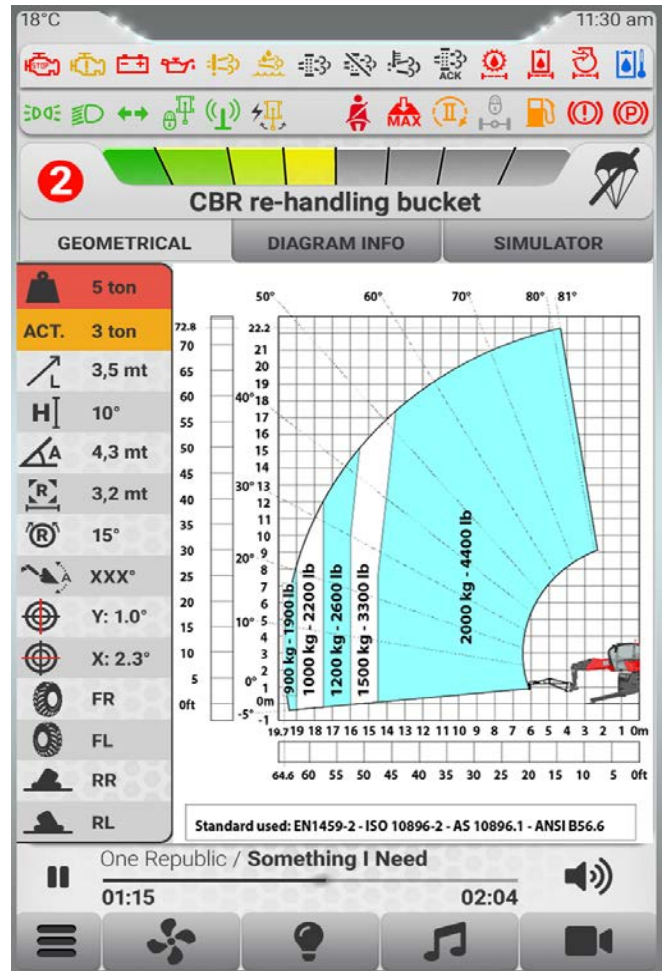 18°C
11:30 am
STOP
ACK
MAX
II
P
2
CBR re-handling bucket
GEOMETRICAL
DIAGRAM INFO
SIMULATOR
5 ton
ACT. 3 ton
L 3,5 mt
H 10°
A 4,3 mt
R 3,2 mt
R 15°
A XXX°
Y: 1.0°
X: 2.3°
FR
FL
RR
RL
50° 60° 70° 80° 81°
40°
30°
20°
10°
0°
-5°
72.8
70
65
60
55
50
45
40
35
30
25
20
15
10
5
0ft
22.2
21
20
19
18
17
16
15
14
13
12
11
10
9
8
7
6
5
4
3
2
1
0m
-1
900 kg - 1900 lb
1000 kg - 2200 lb
1200 kg - 2600 lb
1500 kg - 3300 lb
2000 kg - 4400 lb
19.7 19 18 17 16 15 14 13 12 11 10 9 8 7 6 5 4 3 2 1 0m
64.6 60 55 50 45 40 35 30 25 20 15 10 5 0ft
Standard used: EN1459-2 - ISO 10896-2 - AS 10896.1 - ANSI B56.6
One Republic / Something I Need
01:15
02:04